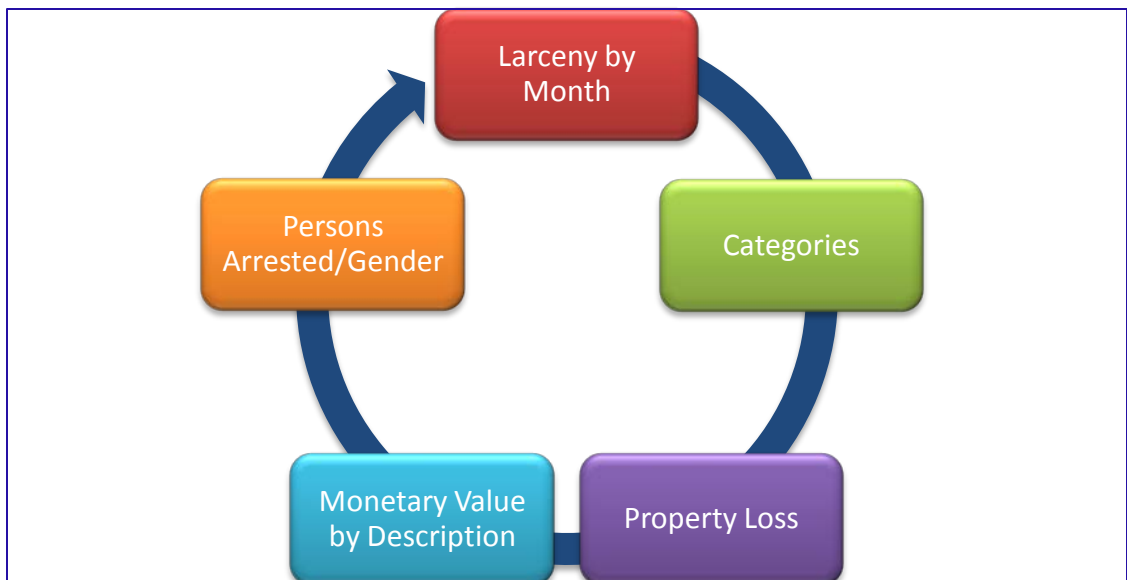 Larceny by
Month
Categories
Property Loss
Monetary Value
by Description
Persons
Arrested/Gender